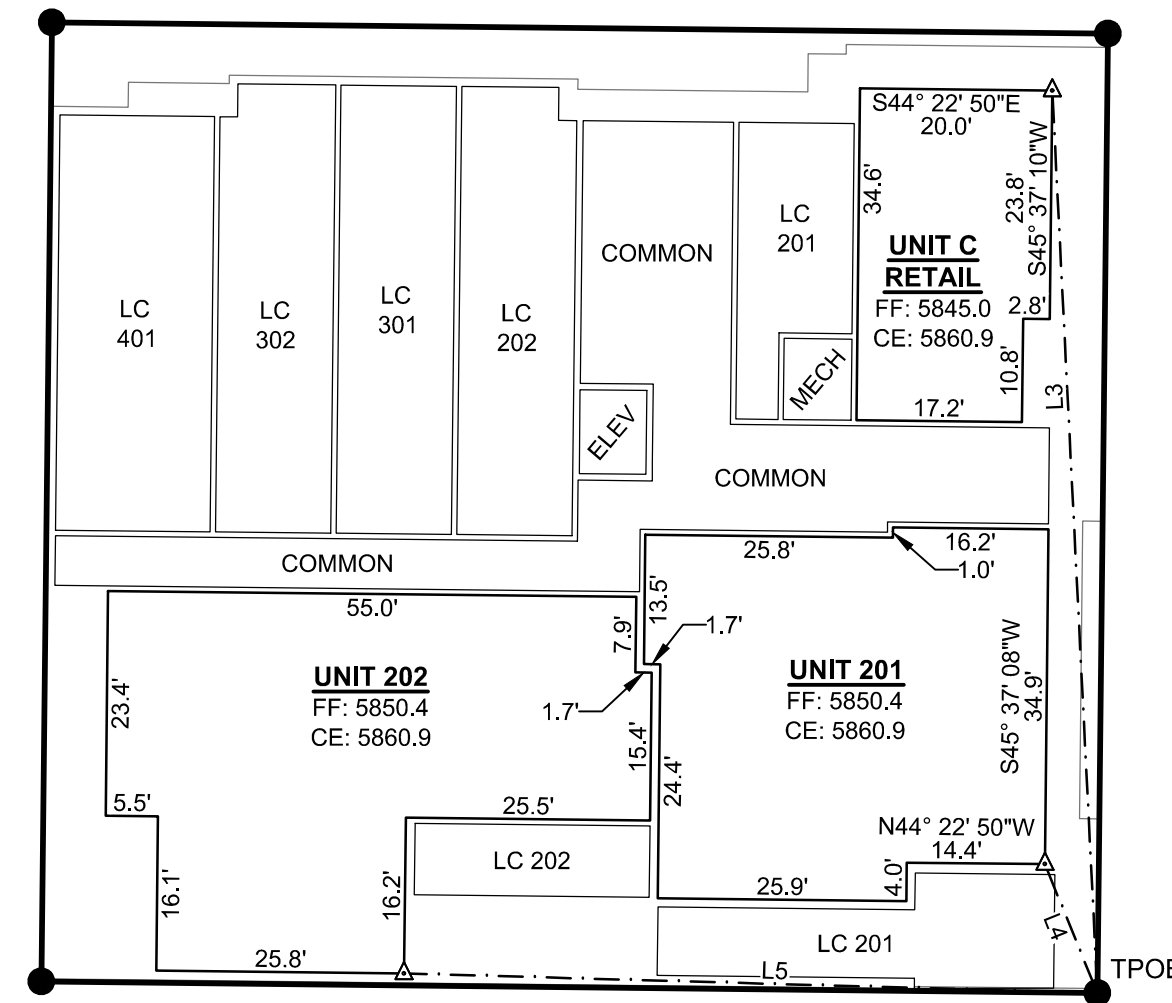 S44° 22' 50"E
20.0'
34.6'
23.8'
S45° 37' 10"W
UNIT C
RETAIL
FF: 5845.0
CE: 5860.9
2.8'
10.8'
17.2'
L3
LC
401
LC
302
LC
301
LC
202
COMMON
LC
201
MECH
ELEV
COMMON
COMMON
55.0'
7.9'
23.4'
UNIT 202
FF: 5850.4
CE: 5860.9
1.7'
15.4'
5.5'
25.5'
16.1'
16.2'
25.8'
LC 202
25.8'
16.2'
1.0'
13.5'
1.7'
UNIT 201
FF: 5850.4
CE: 5860.9
S45° 37' 08"W
34.9'
24.4'
N44° 22' 50"W
14.4'
4.0'
25.9'
LC 201
L4
L5
TPOB